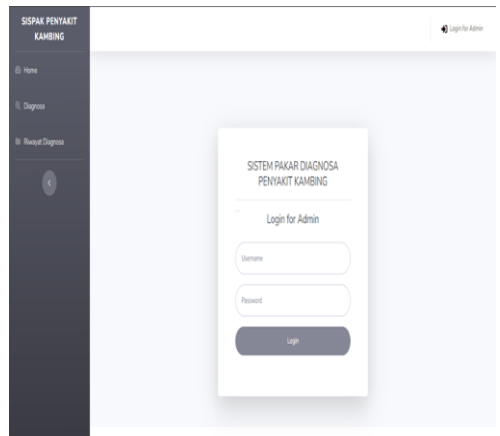 SISPAK PENYAKIT
KAMBING
Login for Admin
Home
Diagnosa
Riwayat Diagnosa
SISTEM PAKAR DIAGNOSA
PENYAKIT KAMBING
Login for Admin
Username
Password
Login